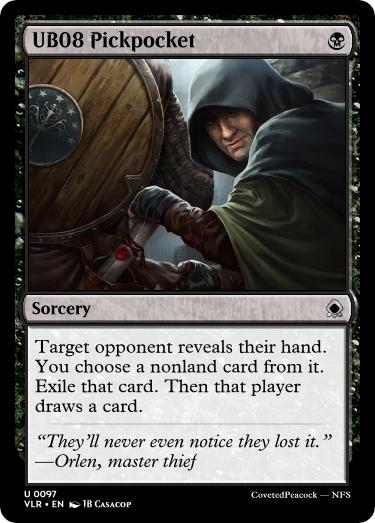 UB08 Pickpocket
Sorcery
Target opponent reveals their hand.
You choose a nonland card from it.
Exile that card. Then that player
draws a card.
“They’ll never even notice they lost it.”
—Orlen, master thief
U 0097
VLR • EN JB Casacop
CovetedPeacock — NFS